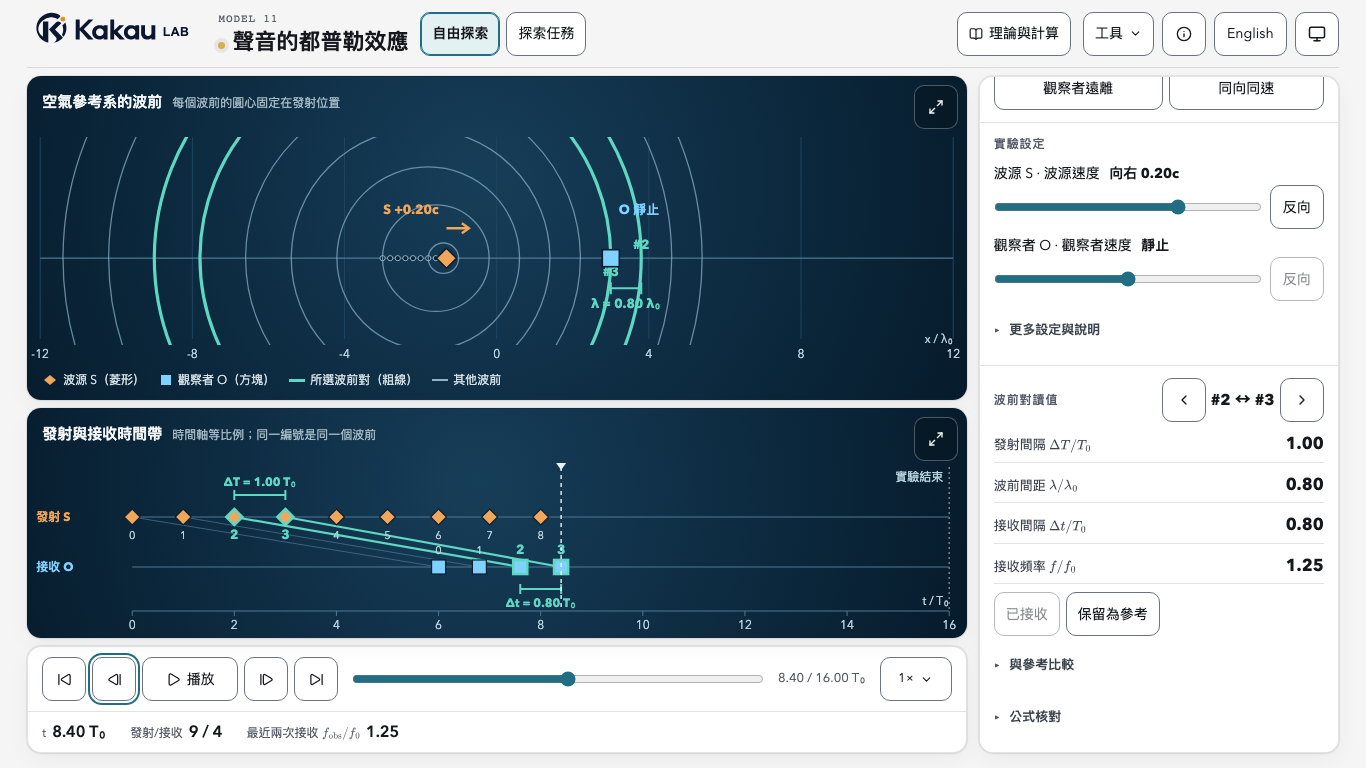 Kakau LAB
MODEL 11
聲音的都普勒效應
自由探索
探索任務
理論與計算
工具
English
空氣參考系的波前 每個波前的圓心固定在發射位置
S +0.20c
O 靜止
#2
#3
λ = 0.80 λ₀
x / λ₀
-12 -8 -4 0 4 8 12
波源 S（菱形） 觀察者 O（方塊） 所選波前對（粗線） 其他波前
發射與接收時間帶 時間軸等比例；同一編號是同一個波前
實驗結束
ΔT = 1.00 T₀
發射 S
0 1 2 3 4 5 6 7 8
0 1 2 3
接收 O
Δt = 0.80 T₀
t / T₀
0 2 4 6 8 10 12 14 16
播放
8.40 / 16.00 T₀
1×
t 8.40 T₀ 發射/接收 9 / 4 最近兩次接收 f_obs/f₀ 1.25
觀察者遠離
同向同速
實驗設定
波源 S · 波源速度 向右 0.20c
反向
觀察者 O · 觀察者速度 靜止
反向
更多設定與說明
波前對讀值
#2 ↔ #3
發射間隔 ΔT/T₀ 1.00
波前間距 λ/λ₀ 0.80
接收間隔 Δt/T₀ 0.80
接收頻率 f/f₀ 1.25
已接收
保留為參考
與參考比較
公式核對